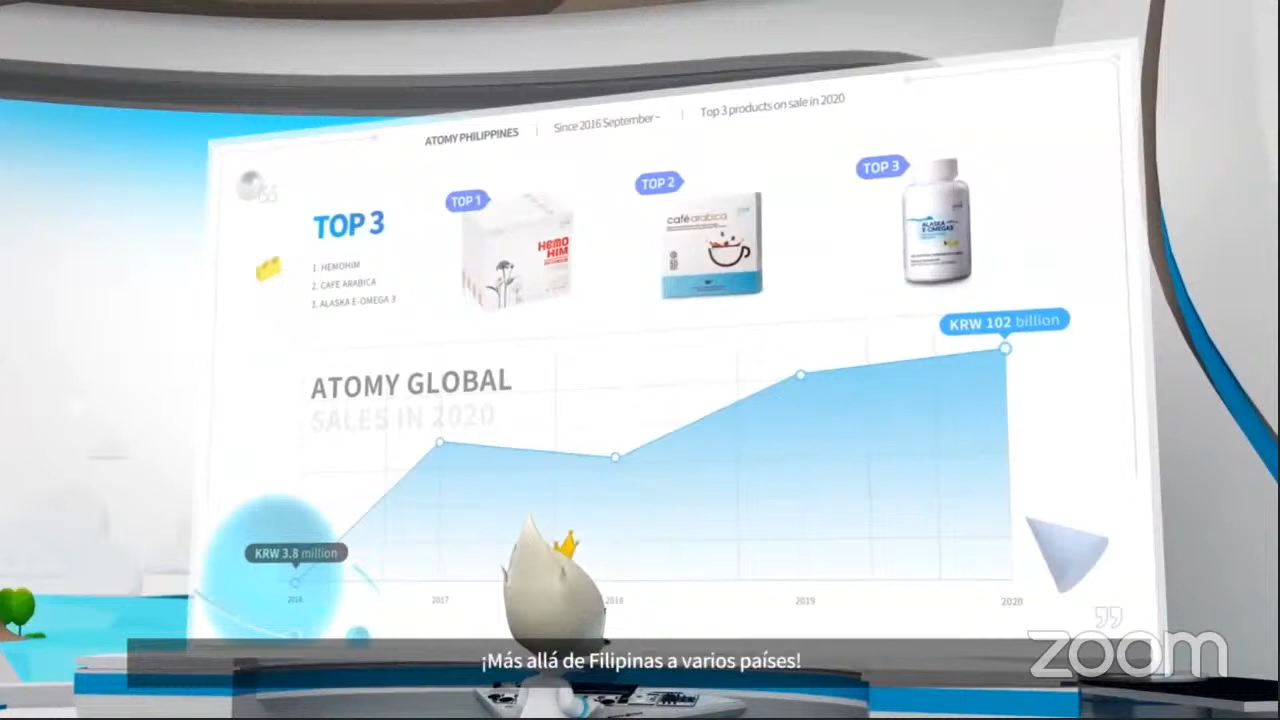 ATOMY PHILIPPINES | Since 2016 September~ | Top 3 products on sale in 2020
TOP 3
1. HEMOHIM
2. CAFE ARABICA
3. ALASKA E-OMEGA 3
TOP 1
HEMO
HIM
TOP 2
café arabica
TOP 3
ALASKA
E-OMEGA3
KRW 102 billion
ATOMY GLOBAL
SALES IN 2020
KRW 3.8 million
2016 2017 2018 2019 2020
¡Más allá de Filipinas a varios países!
zoom